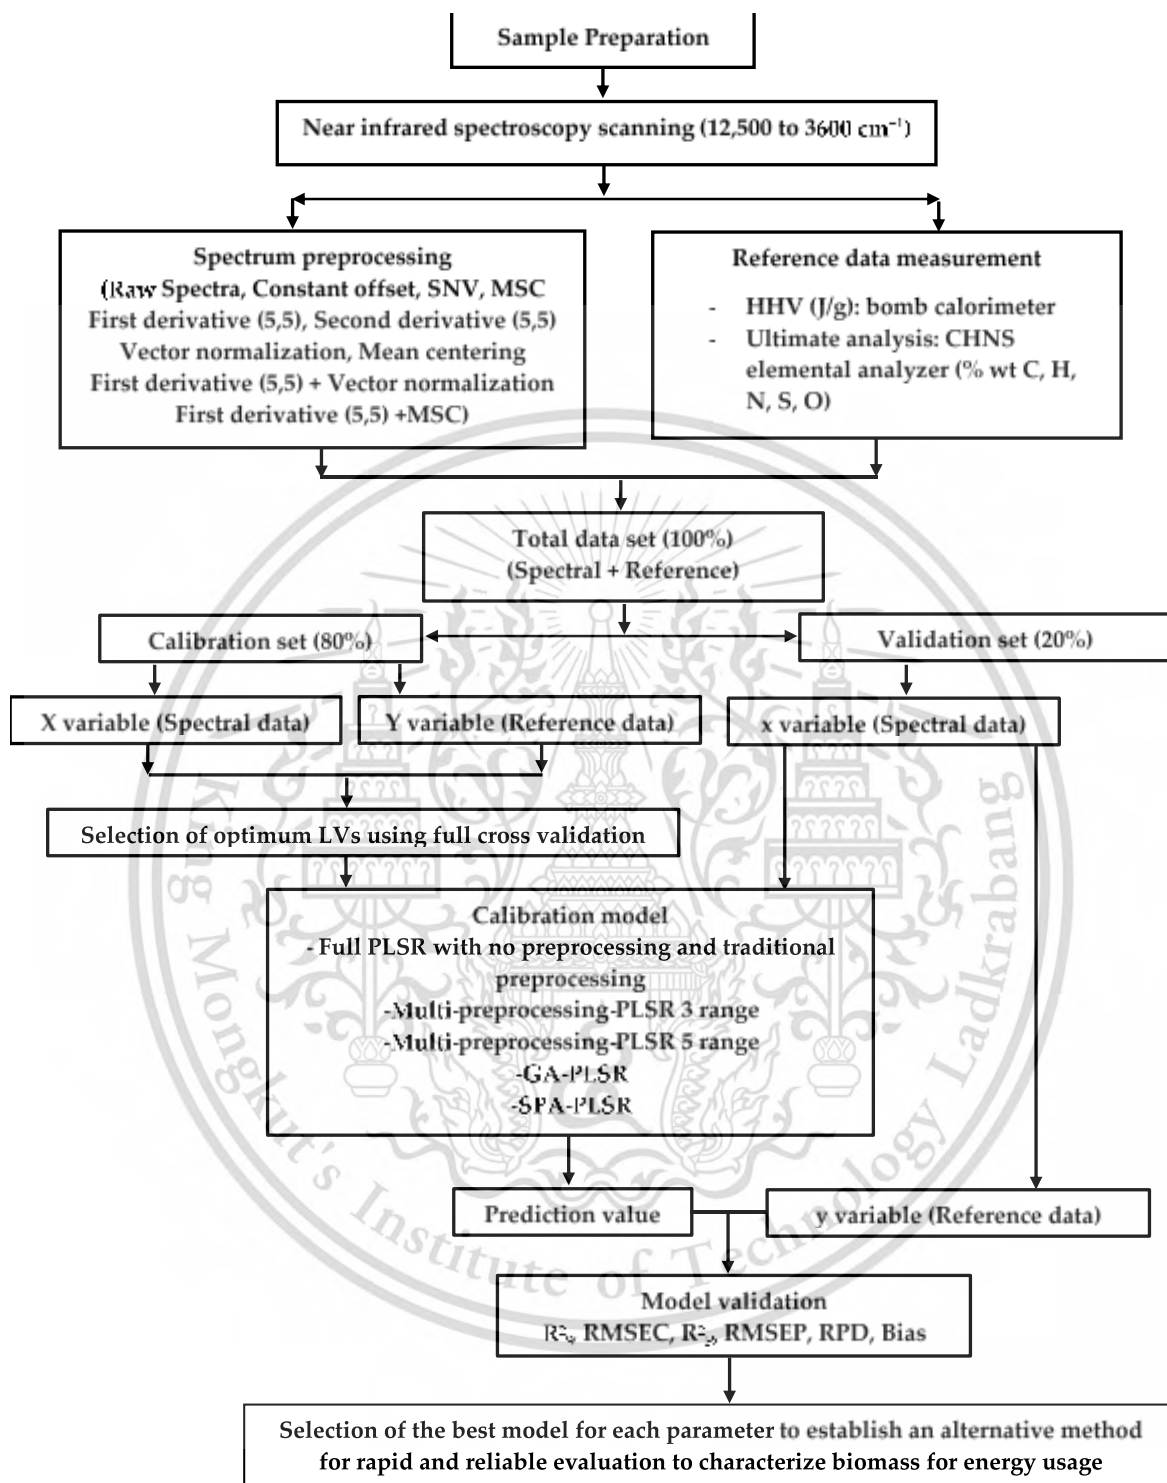 Sample Preparation
Near infrared spectroscopy scanning (12,500 to 3600 cm⁻¹)
Spectrum preprocessing
(Raw Spectra, Constant offset, SNV, MSC
First derivative (5,5), Second derivative (5,5)
Vector normalization, Mean centering
First derivative (5,5) + Vector normalization
First derivative (5,5) +MSC)
Reference data measurement
- HHV (J/g): bomb calorimeter
- Ultimate analysis: CHNS
elemental analyzer (% wt C, H,
N, S, O)
Total data set (100%)
(Spectral + Reference)
Calibration set (80%)
Validation set (20%)
X variable (Spectral data)
Y variable (Reference data)
x variable (Spectral data)
Selection of optimum LVs using full cross validation
Calibration model
- Full PLSR with no preprocessing and traditional
preprocessing
-Multi-preprocessing-PLSR 3 range
-Multi-preprocessing-PLSR 5 range
-GA-PLSR
-SPA-PLSR
Prediction value
y variable (Reference data)
Model validation
RMSEC, RMSEP, RPD, Bias
Selection of the best model for each parameter to establish an alternative method
for rapid and reliable evaluation to characterize biomass for energy usage
King Mongkut's Institute of Technology Ladkrabang